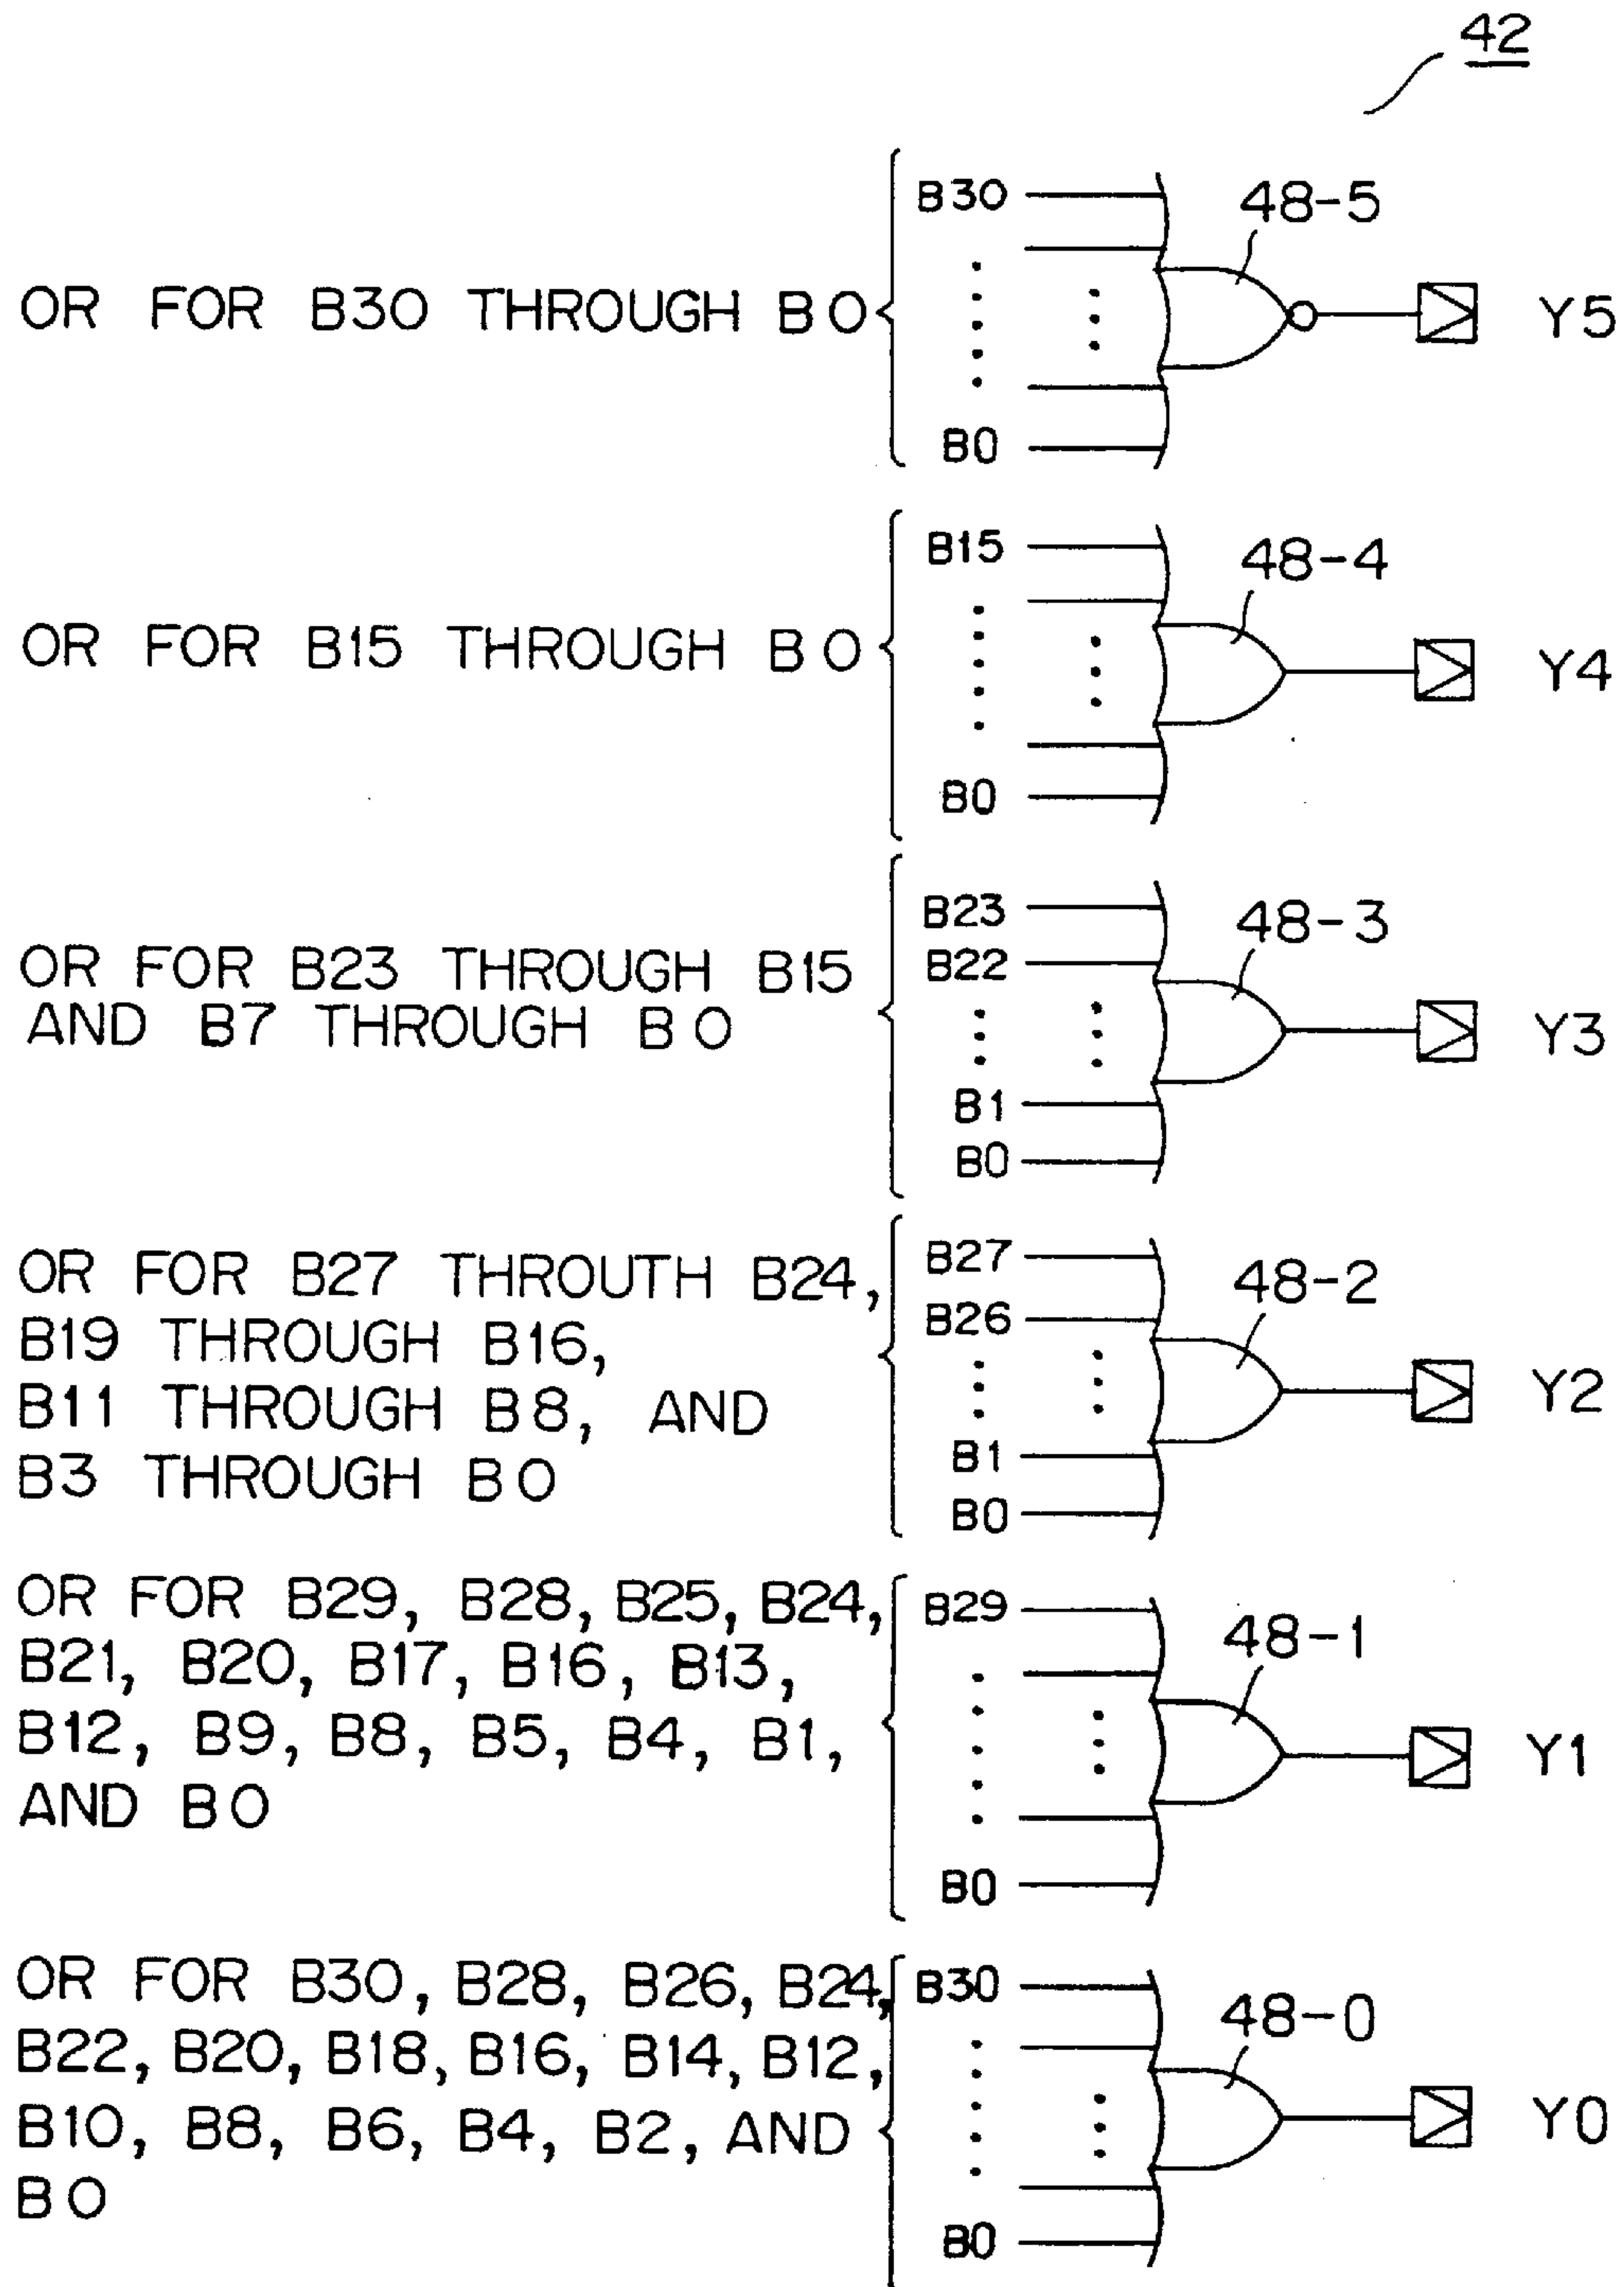 42
OR FOR B30 THROUGH B0
B30
B0
48-5
Y5
OR FOR B15 THROUGH B0
B15
B0
48-4
Y4
OR FOR B23 THROUGH B15
AND B7 THROUGH B0
B23
B22
B1
B0
48-3
Y3
OR FOR B27 THROUTH B24,
B19 THROUGH B16,
B11 THROUGH B8, AND
B3 THROUGH B0
B27
B26
B1
B0
48-2
Y2
OR FOR B29, B28, B25, B24,
B21, B20, B17, B16, B13,
B12, B9, B8, B5, B4, B1,
AND B0
B29
B0
48-1
Y1
OR FOR B30, B28, B26, B24,
B22, B20, B18, B16, B14, B12,
B10, B8, B6, B4, B2, AND
B0
B30
B0
48-0
Y0